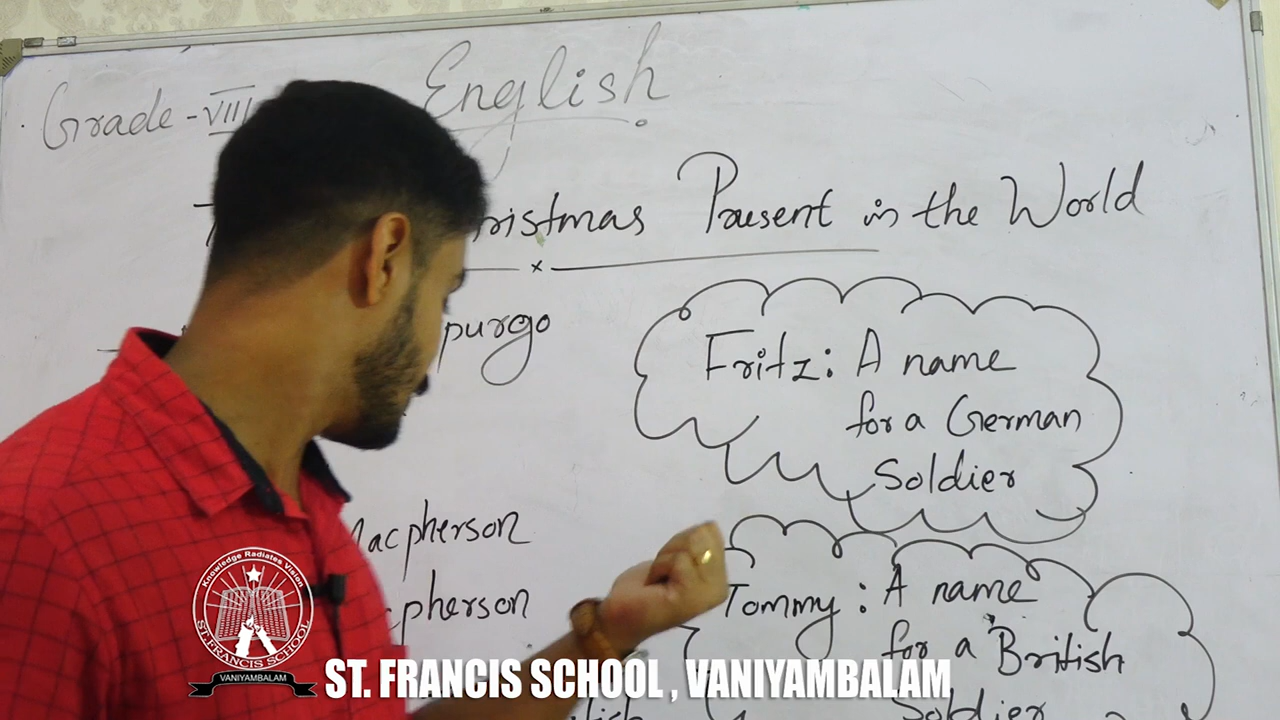 Grade - VIII
English
Christmas Present in the World
purgo
Fritz: A name
for a German
Soldier
Macpherson
pherson
Tommy: A name
for a British
Soldier
Knowledge Radiates Vision
ST. FRANCIS SCHOOL
VANIYAMBALAM
ST. FRANCIS SCHOOL , VANIYAMBALAM